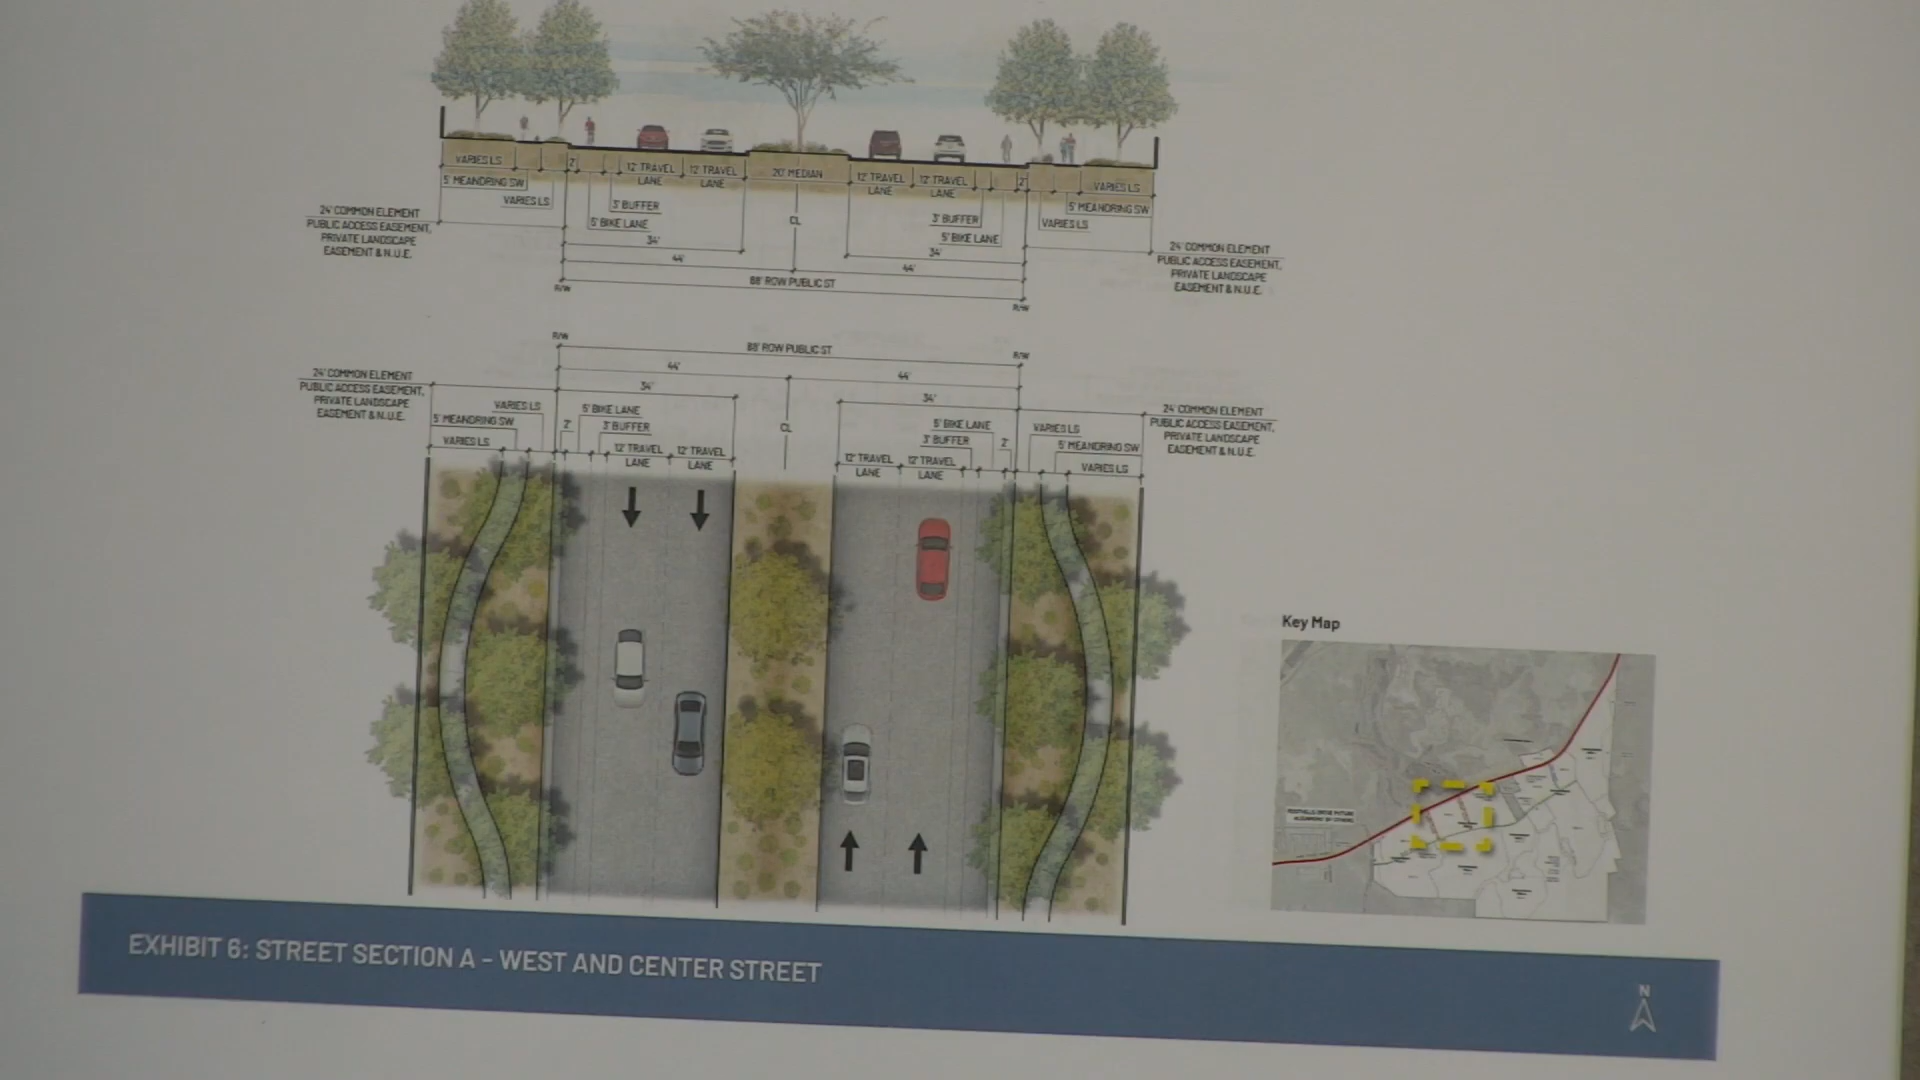 VARIES LS
2'
12' TRAVEL
LANE
12' TRAVEL
LANE
20' MEDIAN
12' TRAVEL
LANE
12' TRAVEL
LANE
2'
VARIES LS
5' MEANDRING SW
VARIES LS
3' BUFFER
5' BIKE LANE
CL
3' BUFFER
5' BIKE LANE
5' MEANDRING SW
VARIES LS
24' COMMON ELEMENT
PUBLIC ACCESS EASEMENT,
PRIVATE LANDSCAPE
EASEMENT & N.U.E.
34'
34'
44'
44'
88' ROW PUBLIC ST
R/W
R/W
24' COMMON ELEMENT
PUBLIC ACCESS EASEMENT,
PRIVATE LANDSCAPE
EASEMENT & N.U.E.
R/W
88' ROW PUBLIC ST
R/W
44'
44'
24' COMMON ELEMENT
PUBLIC ACCESS EASEMENT,
PRIVATE LANDSCAPE
EASEMENT & N.U.E.
34'
34'
VARIES LS
5' MEANDRING SW
VARIES LS
2'
5' BIKE LANE
3' BUFFER
12' TRAVEL
LANE
12' TRAVEL
LANE
CL
12' TRAVEL
LANE
12' TRAVEL
LANE
5' BIKE LANE
3' BUFFER
2'
VARIES LS
5' MEANDRING SW
VARIES LS
24' COMMON ELEMENT
PUBLIC ACCESS EASEMENT,
PRIVATE LANDSCAPE
EASEMENT & N.U.E.
Key Map
EXHIBIT 6: STREET SECTION A - WEST AND CENTER STREET
N